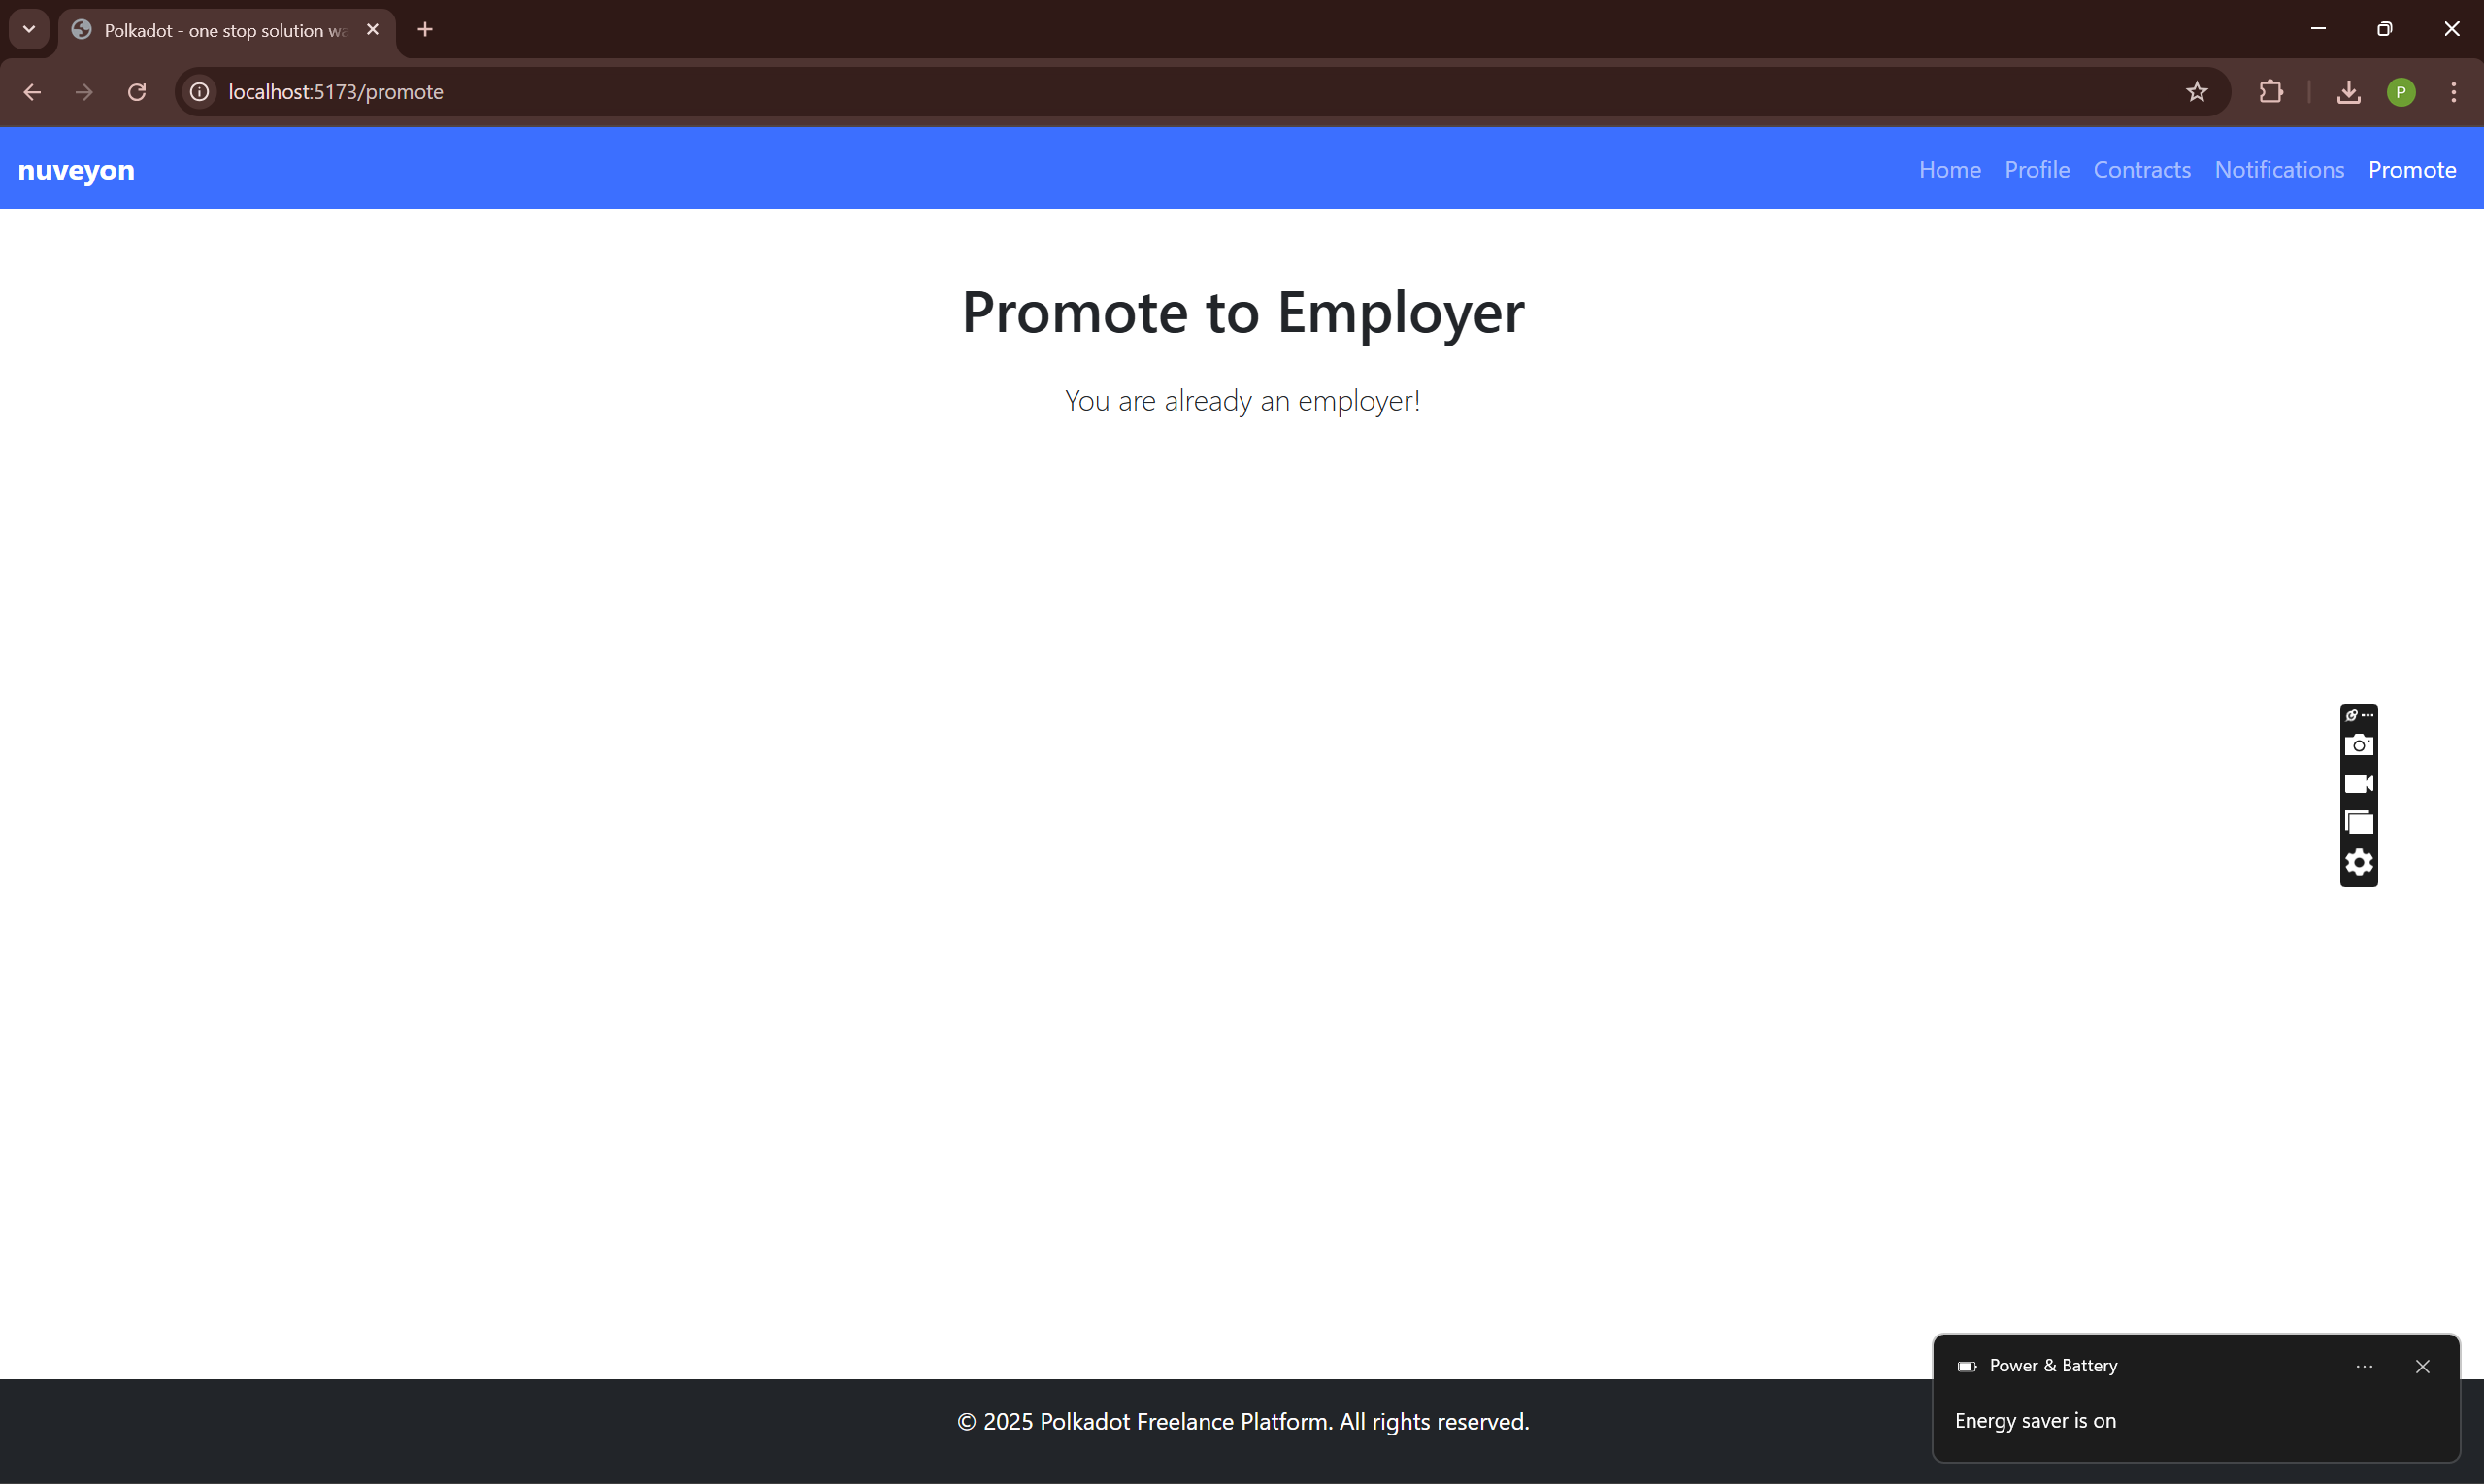 Polkadot - one stop solution
localhost:5173/promote
P
nuveyon
Home Profile Contracts Notifications Promote
Promote to Employer
You are already an employer!
Power & Battery
Energy saver is on
© 2025 Polkadot Freelance Platform. All rights reserved.